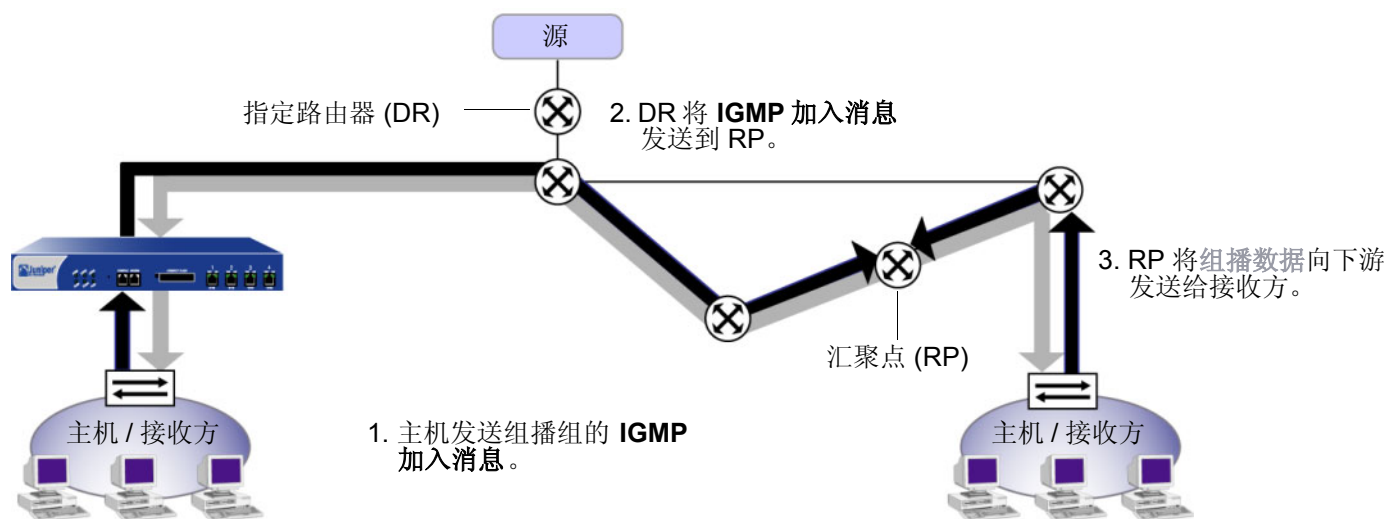 源
指定路由器 (DR)
2. DR 将 IGMP 加入消息
发送到 RP。
Juniper
3. RP 将组播数据向下游
发送给接收方。
汇聚点 (RP)
主机 / 接收方
1. 主机发送组播组的 IGMP
加入消息。
主机 / 接收方